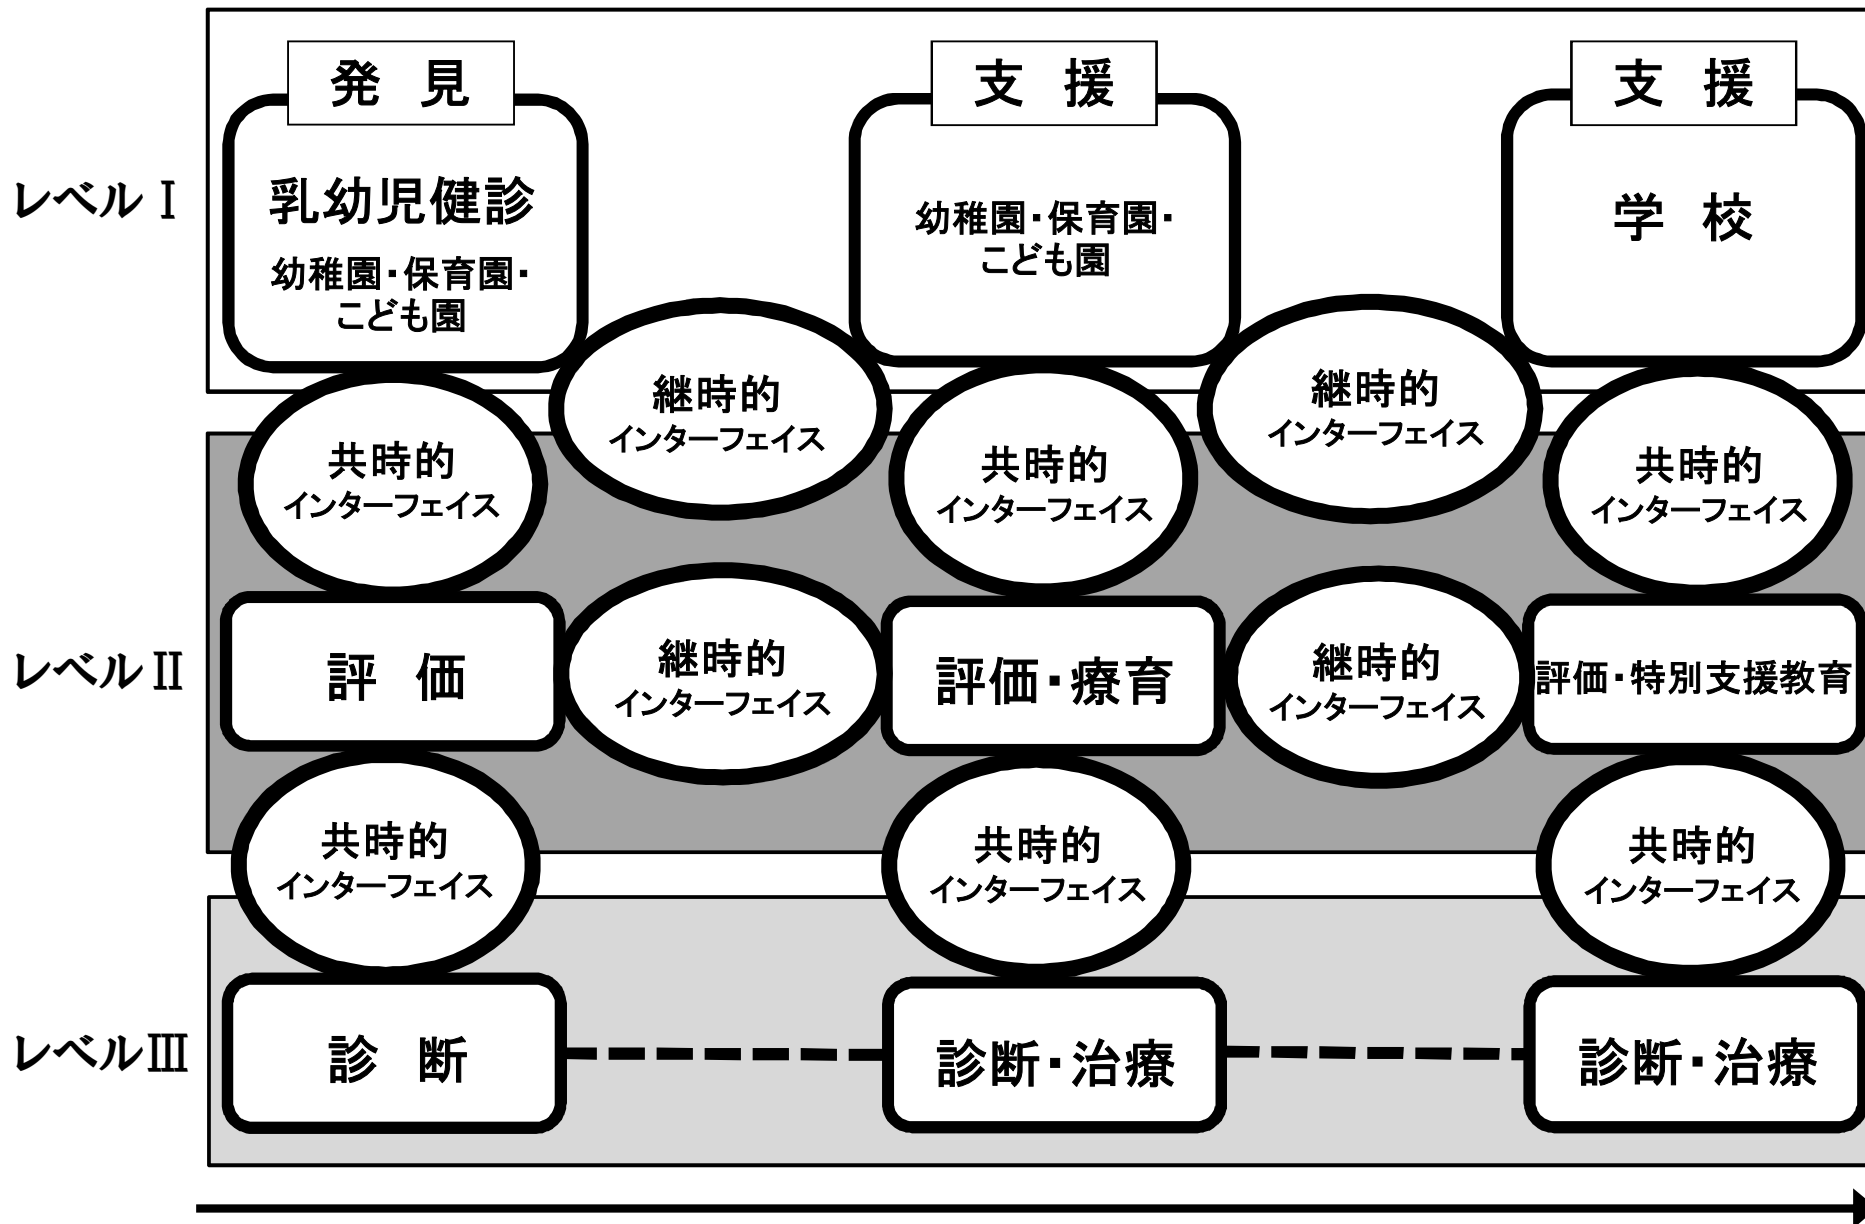 発 見
支 援
支 援
レベル Ⅰ
乳幼児健診
幼稚園・保育園・
こども園
幼稚園・保育園・
こども園
学 校
継時的
インターフェイス
継時的
インターフェイス
共時的
インターフェイス
共時的
インターフェイス
共時的
インターフェイス
レベル Ⅱ
評 価
継時的
インターフェイス
評価・療育
継時的
インターフェイス
評価・特別支援教育
共時的
インターフェイス
共時的
インターフェイス
共時的
インターフェイス
レベル Ⅲ
診 断
診断・治療
診断・治療